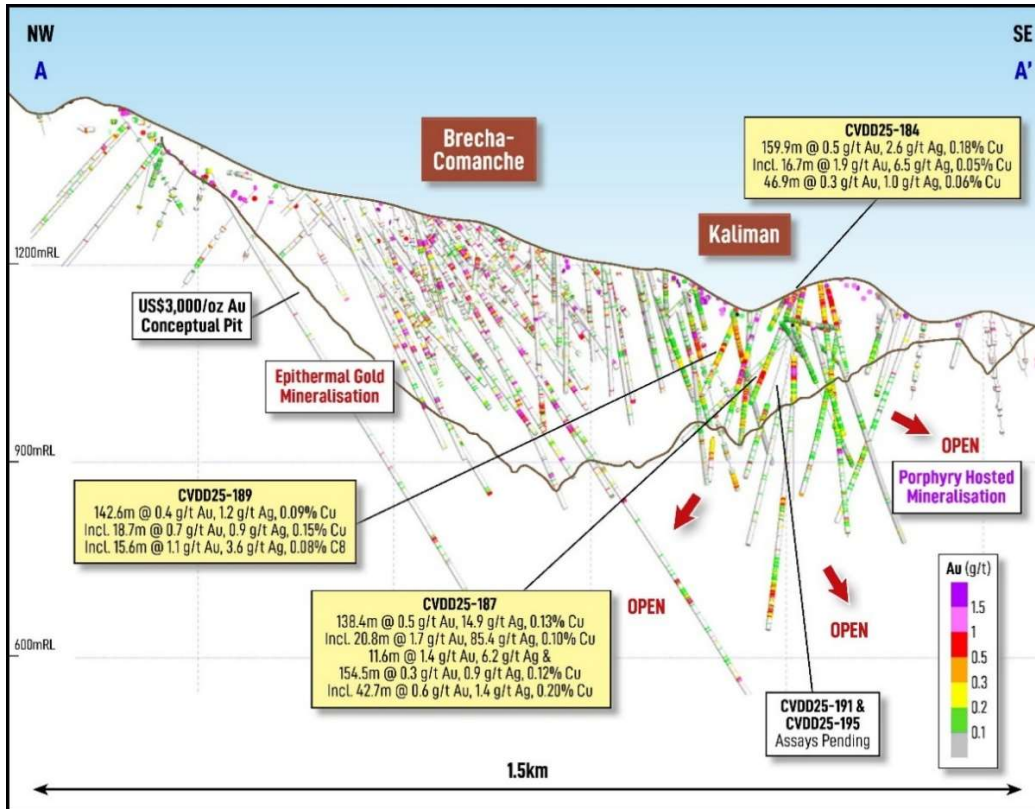 NW
A
SE
A'
Brecha-
Comanche
CVDD25-184
159.9m @ 0.5 g/t Au, 2.6 g/t Ag, 0.18% Cu
Incl. 16.7m @ 1.9 g/t Au, 6.5 g/t Ag, 0.05% Cu
46.9m @ 0.3 g/t Au, 1.0 g/t Ag, 0.06% Cu
Kaliman
1200mRL
US$3,000/oz Au
Conceptual Pit
Epithermal Gold
Mineralisation
900mRL
OPEN
Porphyry Hosted
Mineralisation
CVDD25-189
142.6m @ 0.4 g/t Au, 1.2 g/t Ag, 0.09% Cu
Incl. 18.7m @ 0.7 g/t Au, 0.9 g/t Ag, 0.15% Cu
Incl. 15.6m @ 1.1 g/t Au, 3.6 g/t Ag, 0.08% C8
CVDD25-187
138.4m @ 0.5 g/t Au, 14.9 g/t Ag, 0.13% Cu
Incl. 20.8m @ 1.7 g/t Au, 85.4 g/t Ag, 0.10% Cu
11.6m @ 1.4 g/t Au, 6.2 g/t Ag &
154.5m @ 0.3 g/t Au, 0.9 g/t Ag, 0.12% Cu
Incl. 42.7m @ 0.6 g/t Au, 1.4 g/t Ag, 0.20% Cu
OPEN
OPEN
600mRL
CVDD25-191 &
CVDD25-195
Assays Pending
Au (g/t)
1.5
1
0.5
0.3
0.2
0.1
1.5km